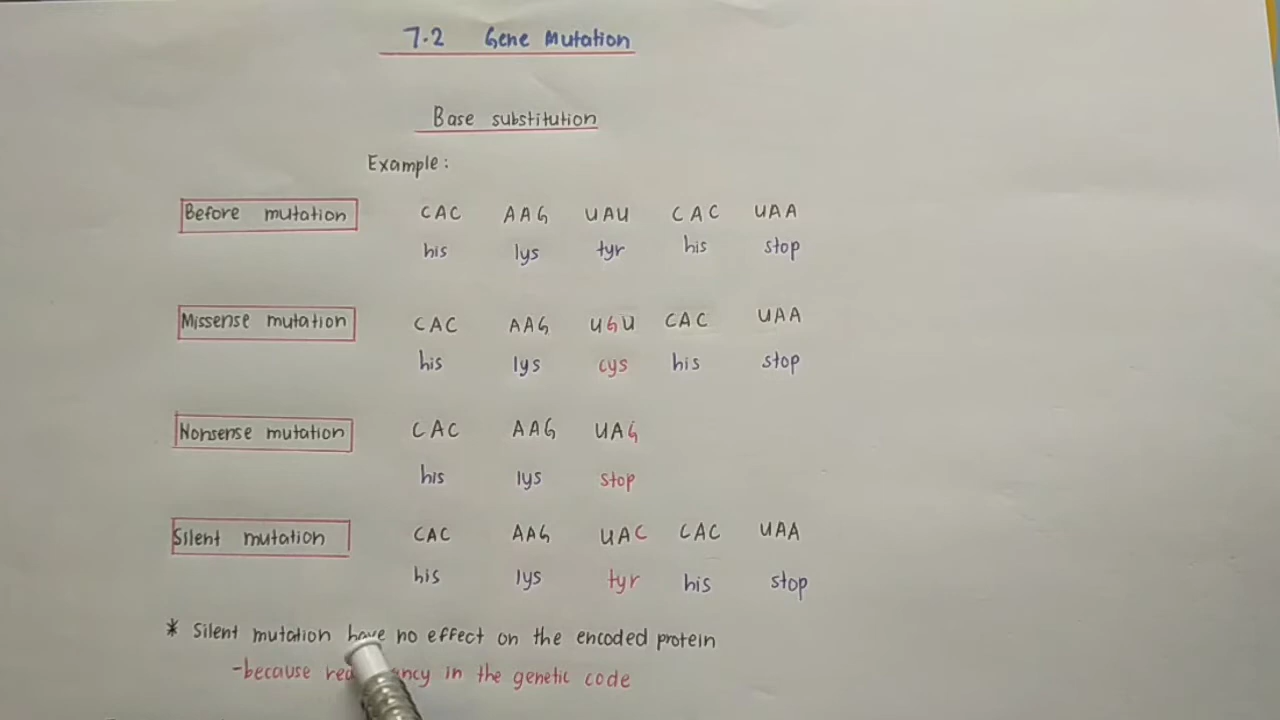 7.2 Gene Mutation
Base substitution
Example:
Before mutation CAC AAG UAU CAC UAA
his lys tyr his stop
Missense mutation CAC AAG UGU CAC UAA
his lys cys his stop
Nonsense mutation CAC AAG UAG
his lys stop
Silent mutation CAC AAG UAC CAC UAA
his lys tyr his stop
* Silent mutation have no effect on the encoded protein
-because in the genetic code